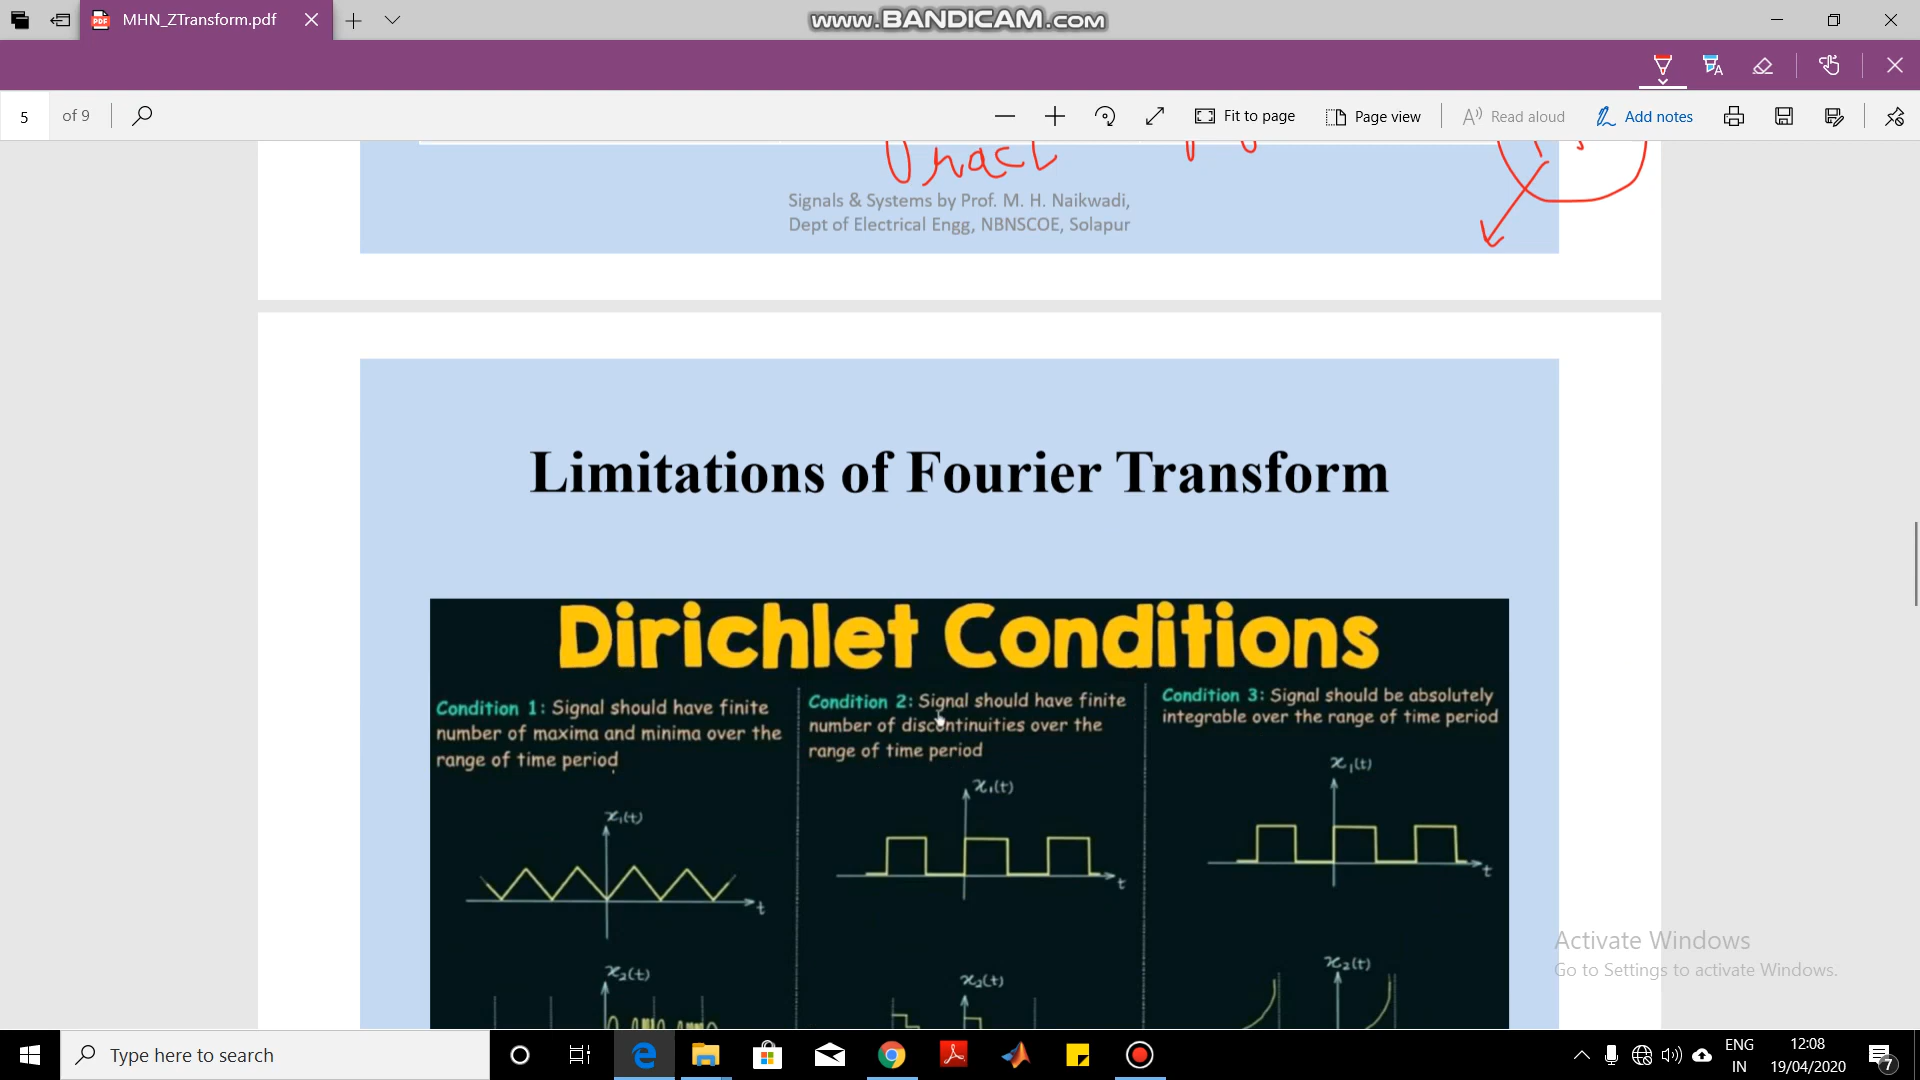 MHN_ZTransform.pdf
www.BANDICAM.com
5 of 9
Fit to page
Page view
Read aloud
Add notes
Signals & Systems by Prof. M. H. Naikwadi,
Dept of Electrical Engg, NBNSCOE, Solapur
Limitations of Fourier Transform
Dirichlet Conditions
Condition 1: Signal should have finite
number of maxima and minima over the
range of time period
x₁(t)
t
x₂(t)
Condition 2: Signal should have finite
number of discontinuities over the
range of time period
x₁(t)
t
x₂(t)
Condition 3: Signal should be absolutely
integrable over the range of time period
x₁(t)
t
x₂(t)
Activate Windows
Go to Settings to activate Windows.
Type here to search
ENG
IN
12:08
19/04/2020
7